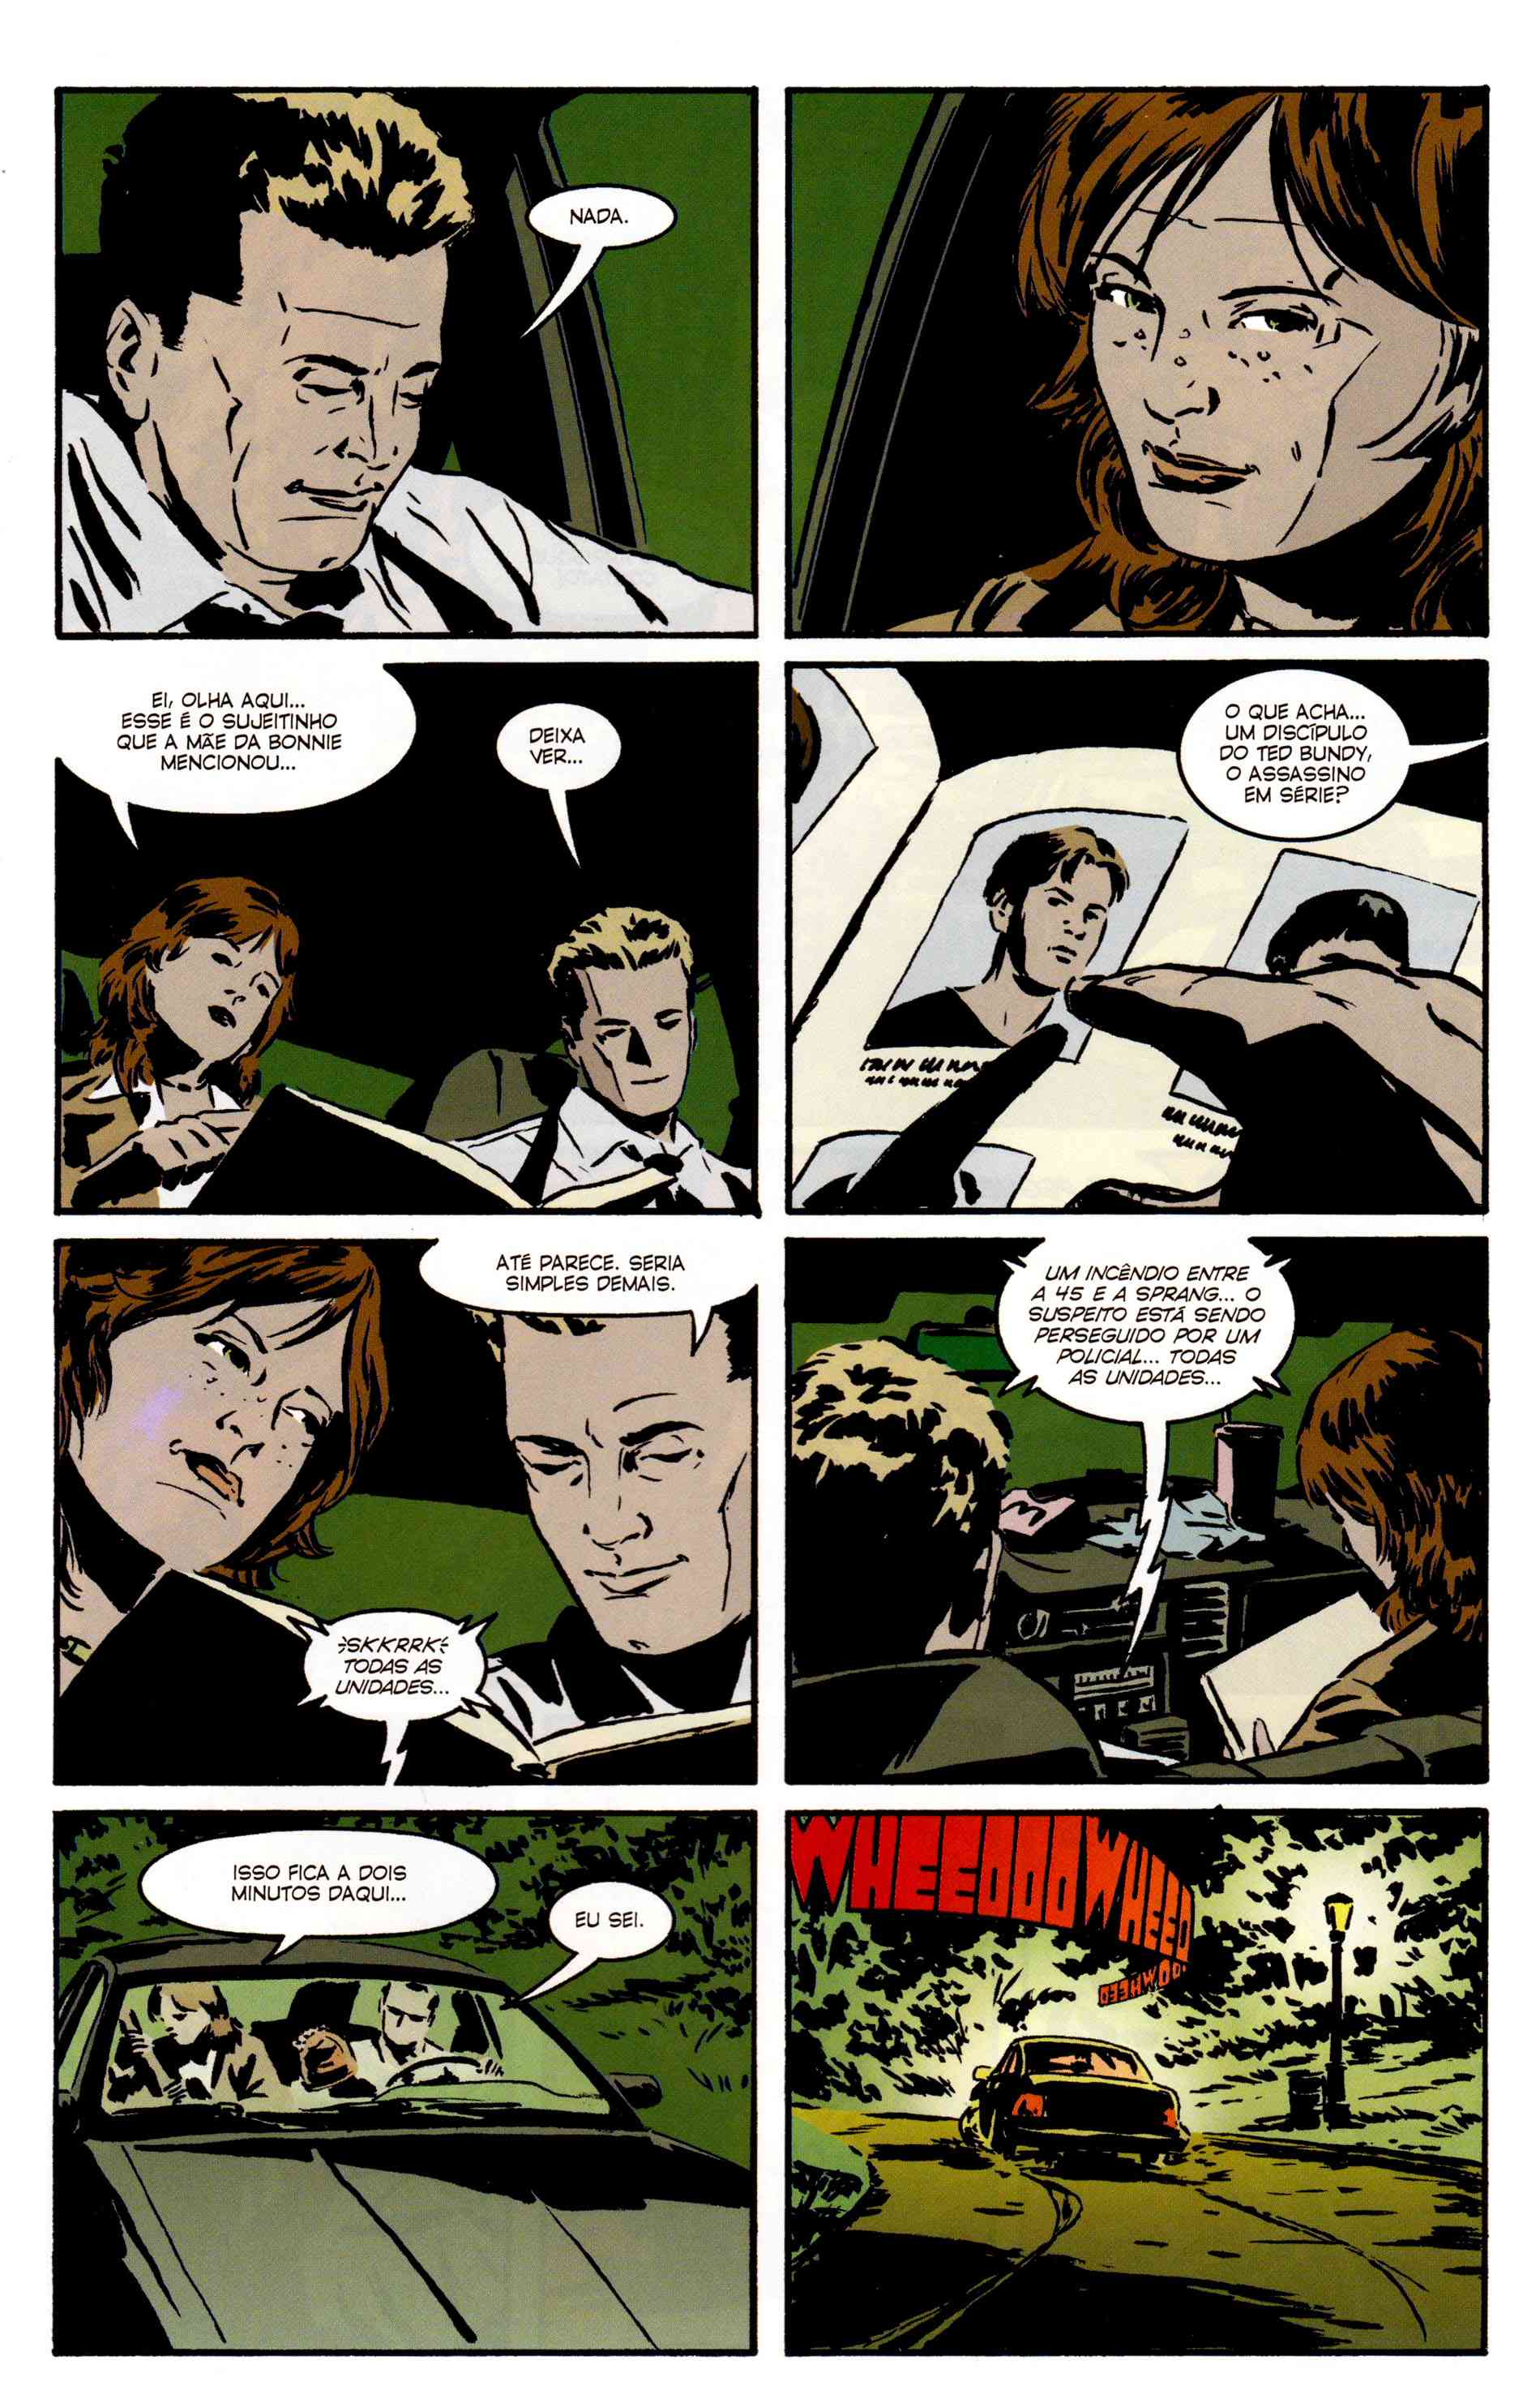 NADA.
EI, OLHA AQUI...
ESSE É O SUJEITINHO
QUE A MÃE DA BONNIE
MENCIONOU...
DEIXA
VER...
O QUE ACHA...
UM DISCÍPULO
DO TED BUNDY,
O ASSASSINO
EM SÉRIE?
ATÉ PARECE. SERIA
SIMPLES DEMAIS.
SKKRRK
TODAS AS
UNIDADES...
UM INCÊNDIO ENTRE
A 45 E A SPRANG... O
SUSPEITO ESTÁ SENDO
PERSEGUIDO POR UM
POLICIAL... TODAS
AS UNIDADES...
ISSO FICA A DOIS
MINUTOS DAQUI...
EU SEI.
WHEEOOOWHEEO